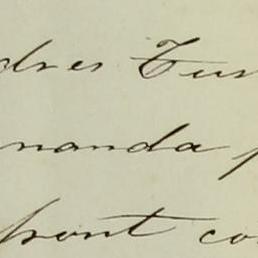 dres Tur
nanda p
front co